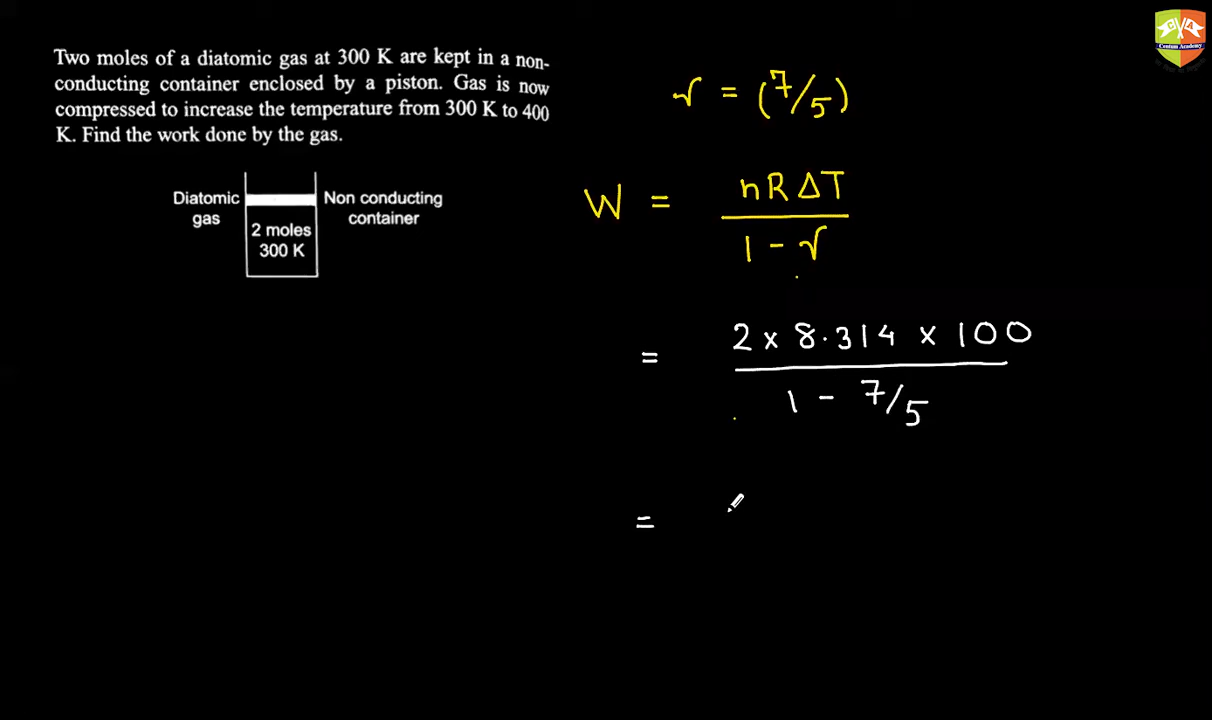 Two moles of a diatomic gas at 300 K are kept in a non-
conducting container enclosed by a piston. Gas is now
compressed to increase the temperature from 300 K to 400
K. Find the work done by the gas.
Diatomic
gas
2 moles
300 K
Non conducting
container
γ = (7/5)
W = nRΔT
1 - γ
= 2 x 8.314 x 100
1 - 7/5
=
Centum Academy